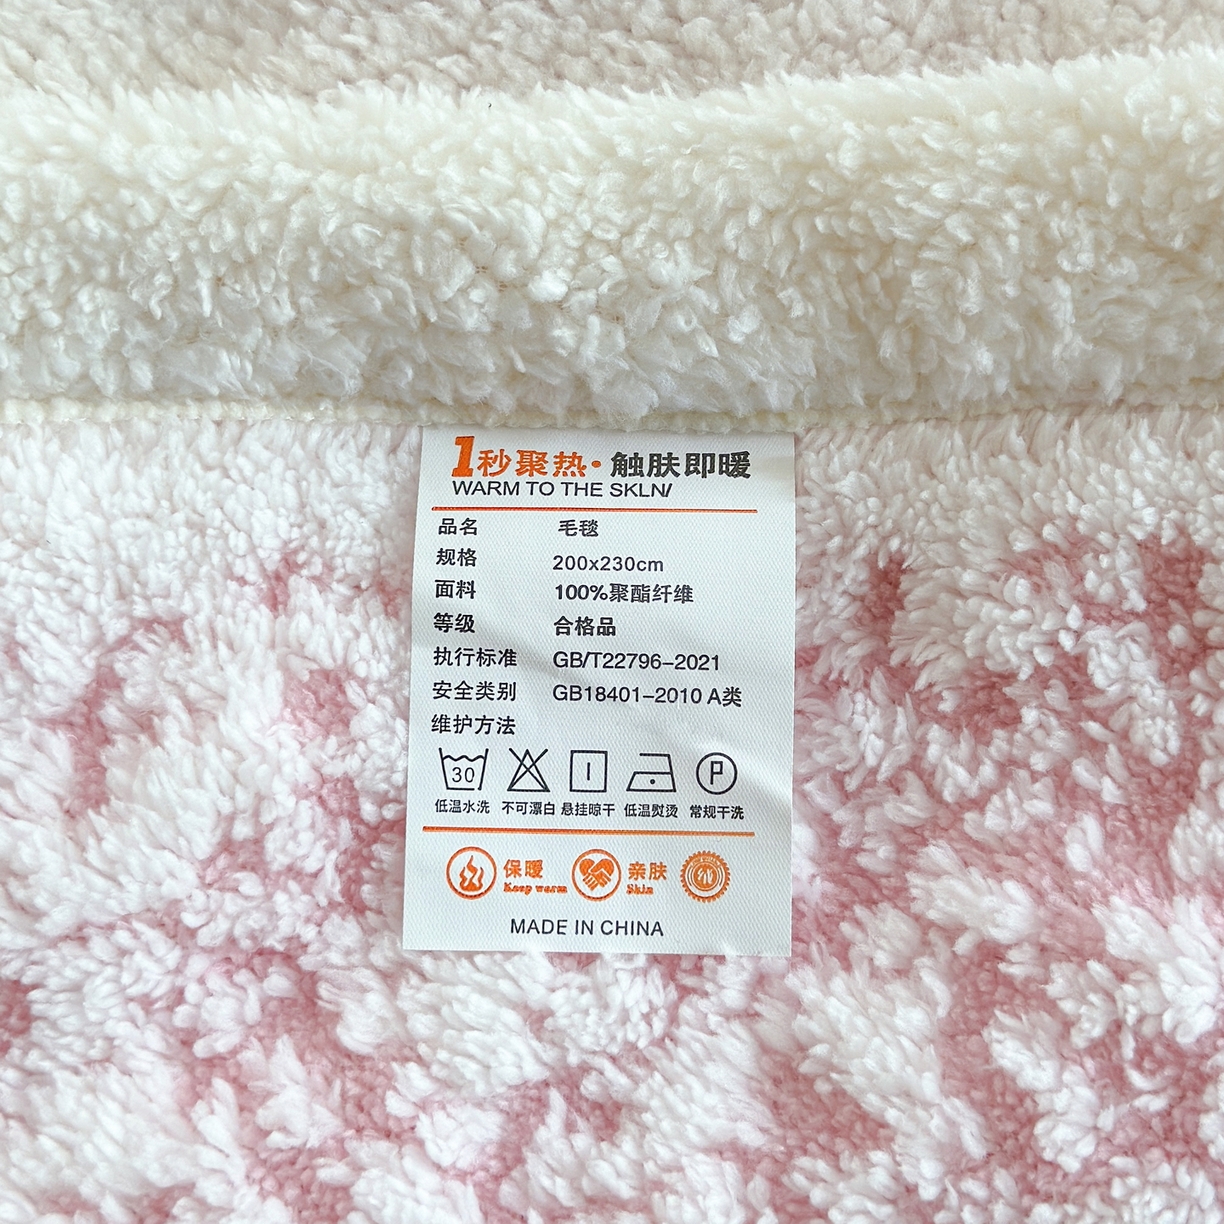 1秒聚热·触肤即暖
WARM TO THE SKLN/
品名 毛毯
规格 200x230cm
面料 100%聚酯纤维
等级 合格品
执行标准 GB/T22796-2021
安全类别 GB18401-2010 A类
维护方法
30 P
低温水洗 不可漂白 悬挂晾干 低温熨烫 常规干洗
保暖 亲肤
Keep warm Skin
MADE IN CHINA